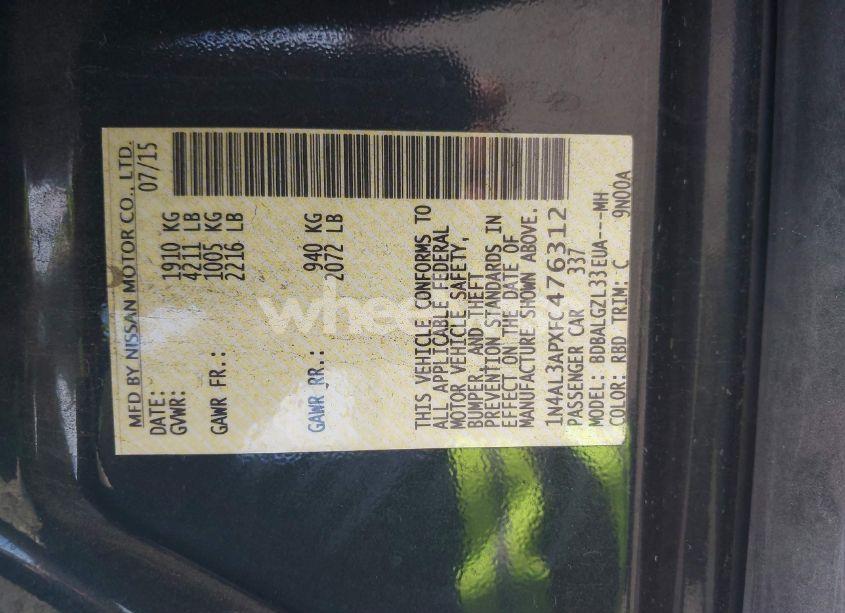 MFD BY NISSAN MOTOR CO., LTD.
DATE: 07/15
GVWR: 1910 KG
4211 LB
GAWR FR.: 1005 KG
2216 LB
GAWR RR.: 940 KG
2072 LB
THIS VEHICLE CONFORMS TO
ALL APPLICABLE FEDERAL
MOTOR VEHICLE SAFETY,
BUMPER, AND THEFT
PREVENTION STANDARDS IN
EFFECT ON THE DATE OF
MANUFACTURE SHOWN ABOVE.
1N4AL3APXFC476312
PASSENGER CAR 337
MODEL: BDBALGZL33EUA---MH
COLOR: RBD TRIM: C 9N00A